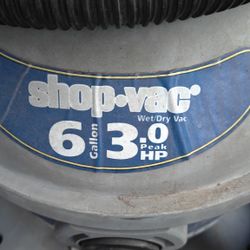 shop·vac®
Wet/Dry Vac
6 Gallon 3.0 Peak HP